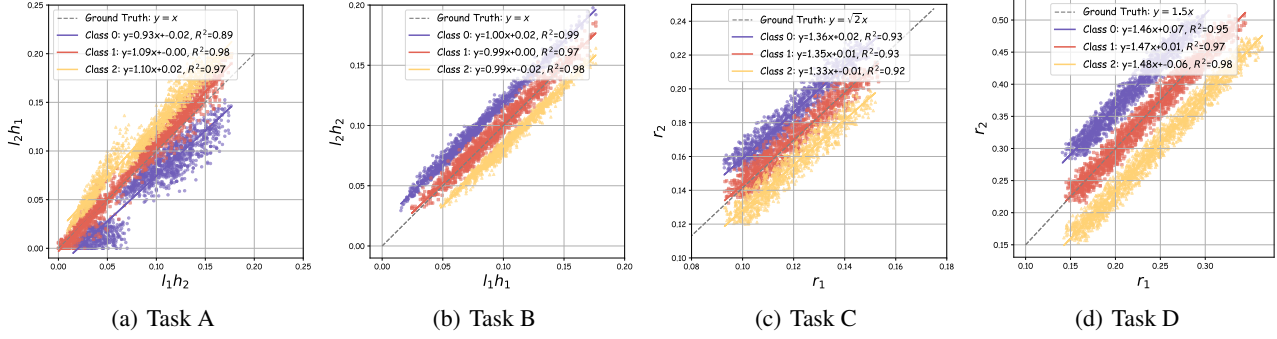 Ground Truth: y = x
Class 0: y=0.93x+-0.02, R²=0.89
Class 1: y=1.09x+-0.00, R²=0.98
Class 2: y=1.10x+0.02, R²=0.97
0.25
0.20
0.15
0.10
0.05
0.00
l₂h₁
0.00 0.05 0.10 0.15 0.20 0.25
l₁h₂
(a) Task A
Ground Truth: y = x
Class 0: y=1.00x+0.02, R²=0.99
Class 1: y=0.99x+0.00, R²=0.97
Class 2: y=0.99x+-0.02, R²=0.98
0.20
0.15
0.10
0.05
0.00
l₂h₂
0.00 0.05 0.10 0.15 0.20
l₁h₁
(b) Task B
Ground Truth: y = √2x
Class 0: y=1.36x+0.02, R²=0.93
Class 1: y=1.35x+0.01, R²=0.93
Class 2: y=1.33x+-0.01, R²=0.92
0.24
0.22
0.20
0.18
0.16
0.14
0.12
0.10
r₂
0.08 0.10 0.12 0.14 0.16 0.18
r₁
(c) Task C
Ground Truth: y = 1.5x
Class 0: y=1.46x+0.07, R²=0.95
Class 1: y=1.47x+0.01, R²=0.97
Class 2: y=1.48x+-0.06, R²=0.98
0.50
0.45
0.40
0.35
0.30
0.25
0.20
0.15
r₂
0.10 0.15 0.20 0.25 0.30
r₁
(d) Task D